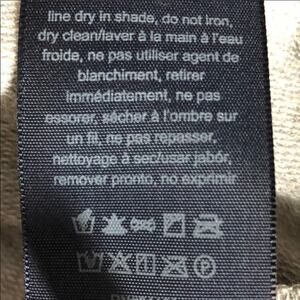 line dry in shade, do not iron,
dry clean/laver à la main à l'eau
froide, ne pas utiliser agent de
blanchiment, retirer
immédiatement, ne pas
essorer, sécher à l'ombre sur
un fil, ne pas repasser,
nettoyage à sec/usar jabór,
remover pronto, no exprimir